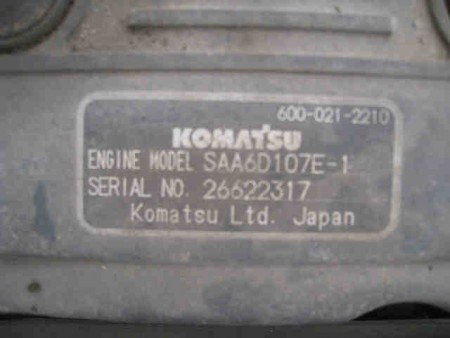 600-021-2210
KOMATSU
ENGINE MODEL SAA6D107E-1
SERIAL NO. 26622317
Komatsu Ltd. Japan